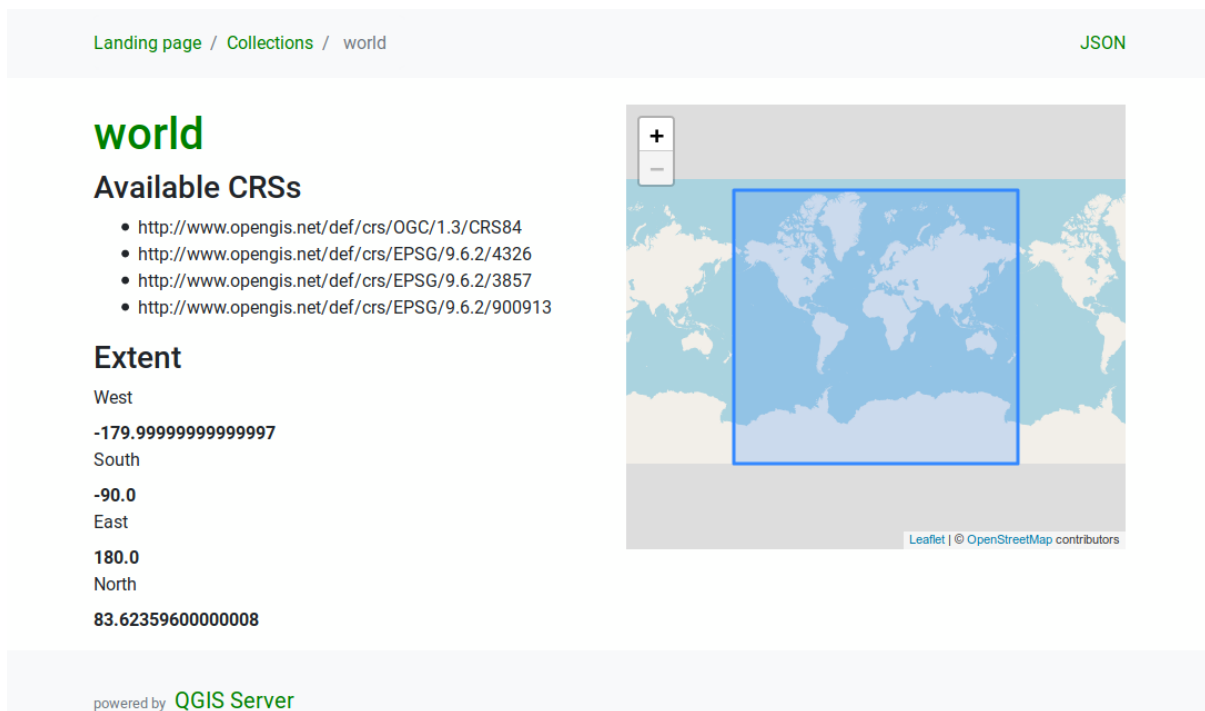 Landing page / Collections / world
JSON
world
Available CRSs
http://www.opengis.net/def/crs/OGC/1.3/CRS84
http://www.opengis.net/def/crs/EPSG/9.6.2/4326
http://www.opengis.net/def/crs/EPSG/9.6.2/3857
http://www.opengis.net/def/crs/EPSG/9.6.2/900913
Extent
West
-179.99999999999997
South
-90.0
East
180.0
North
83.62359600000008
+
−
Leaflet | © OpenStreetMap contributors
powered by QGIS Server